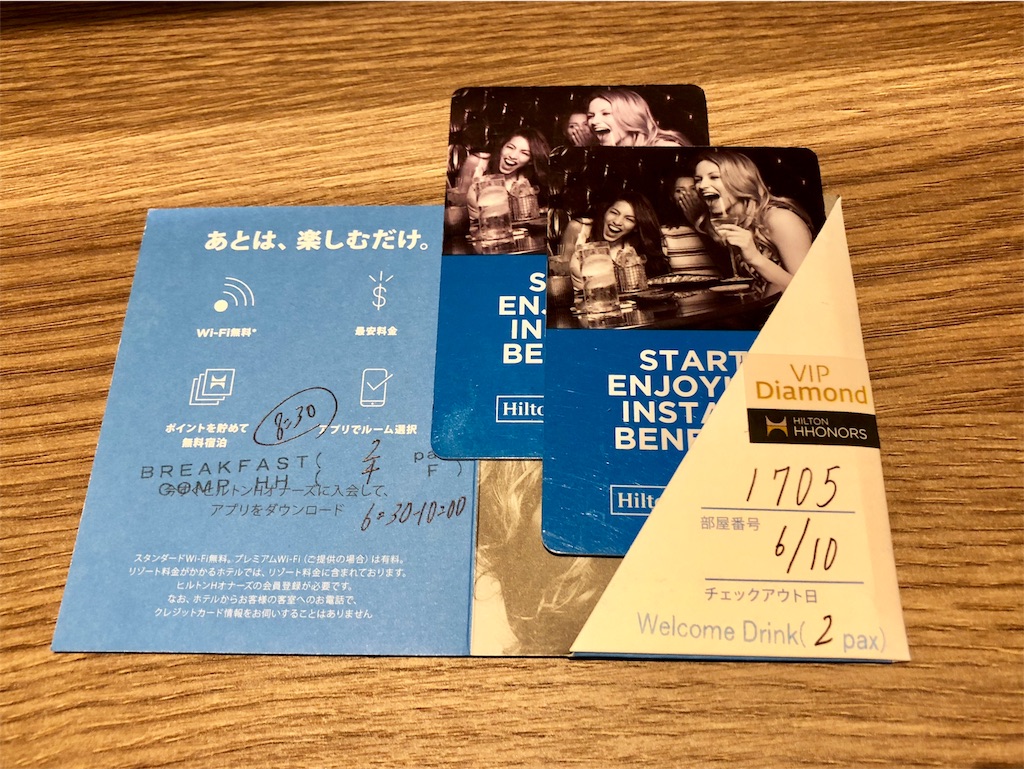 あとは、楽しむだけ。
Wi-Fi無料*
最安料金
ポイントを貯めて
無料宿泊
アプリでルーム選択
8:30
BREAKFAST( 2 pa
COMP HH 7 F )
今すぐヒルトンHオナーズに入会して、
アプリをダウンロード
6:30-10:00
スタンダードWi-Fi無料。プレミアムWi-Fi(ご提供の場合)は有料。
リゾート料金がかかるホテルでは、リゾート料金に含まれております。
ヒルトンHオナーズの会員登録が必要です。
なお、ホテルからお客様の客室へのお電話で、
クレジットカード情報をお伺いすることはありません
S
EN
IN
BE
Hilt
START
ENJOYI
INSTA
BENE
Hilto
VIP
Diamond
HILTON
HHONORS
1705
部屋番号
6/10
チェックアウト日
Welcome Drink( 2 pax)